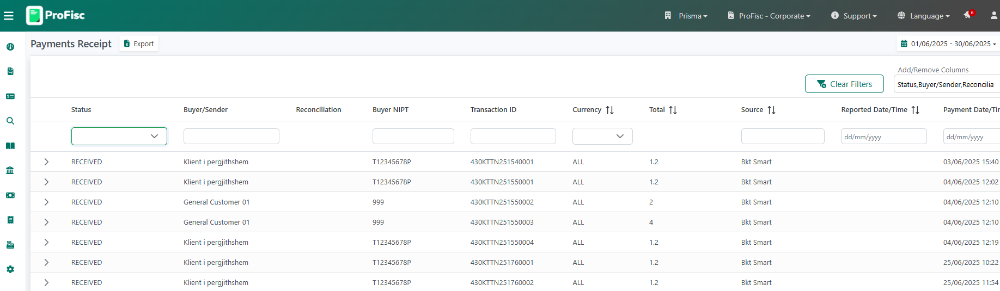 ProFisc Prisma ProFisc - Corporate Support Language 6
Payments Receipt Export 01/06/2025 - 30/06/2025
Add/Remove Columns
Clear Filters Status,Buyer/Sender,Reconcilia
Status Buyer/Sender Reconciliation Buyer NIPT Transaction ID Currency Total Source Reported Date/Time Payment Date/Tir
dd/mm/yyyy dd/mm/yyyy
RECEIVED Klient i pergjithshem T12345678P 430KTTN251540001 ALL 1.2 Bkt Smart 03/06/2025 15:40
RECEIVED Klient i pergjithshem T12345678P 430KTTN251550001 ALL 1.2 Bkt Smart 04/06/2025 12:02
RECEIVED General Customer 01 999 430KTTN251550002 ALL 2 Bkt Smart 04/06/2025 12:10
RECEIVED General Customer 01 999 430KTTN251550003 ALL 4 Bkt Smart 04/06/2025 12:10
RECEIVED Klient i pergjithshem T12345678P 430KTTN251550004 ALL 1.2 Bkt Smart 04/06/2025 12:19
RECEIVED Klient i pergjithshem T12345678P 430KTTN251760001 ALL 1.2 Bkt Smart 25/06/2025 10:22
RECEIVED Klient i pergjithshem T12345678P 430KTTN251760002 ALL 1.2 Bkt Smart 25/06/2025 11:54